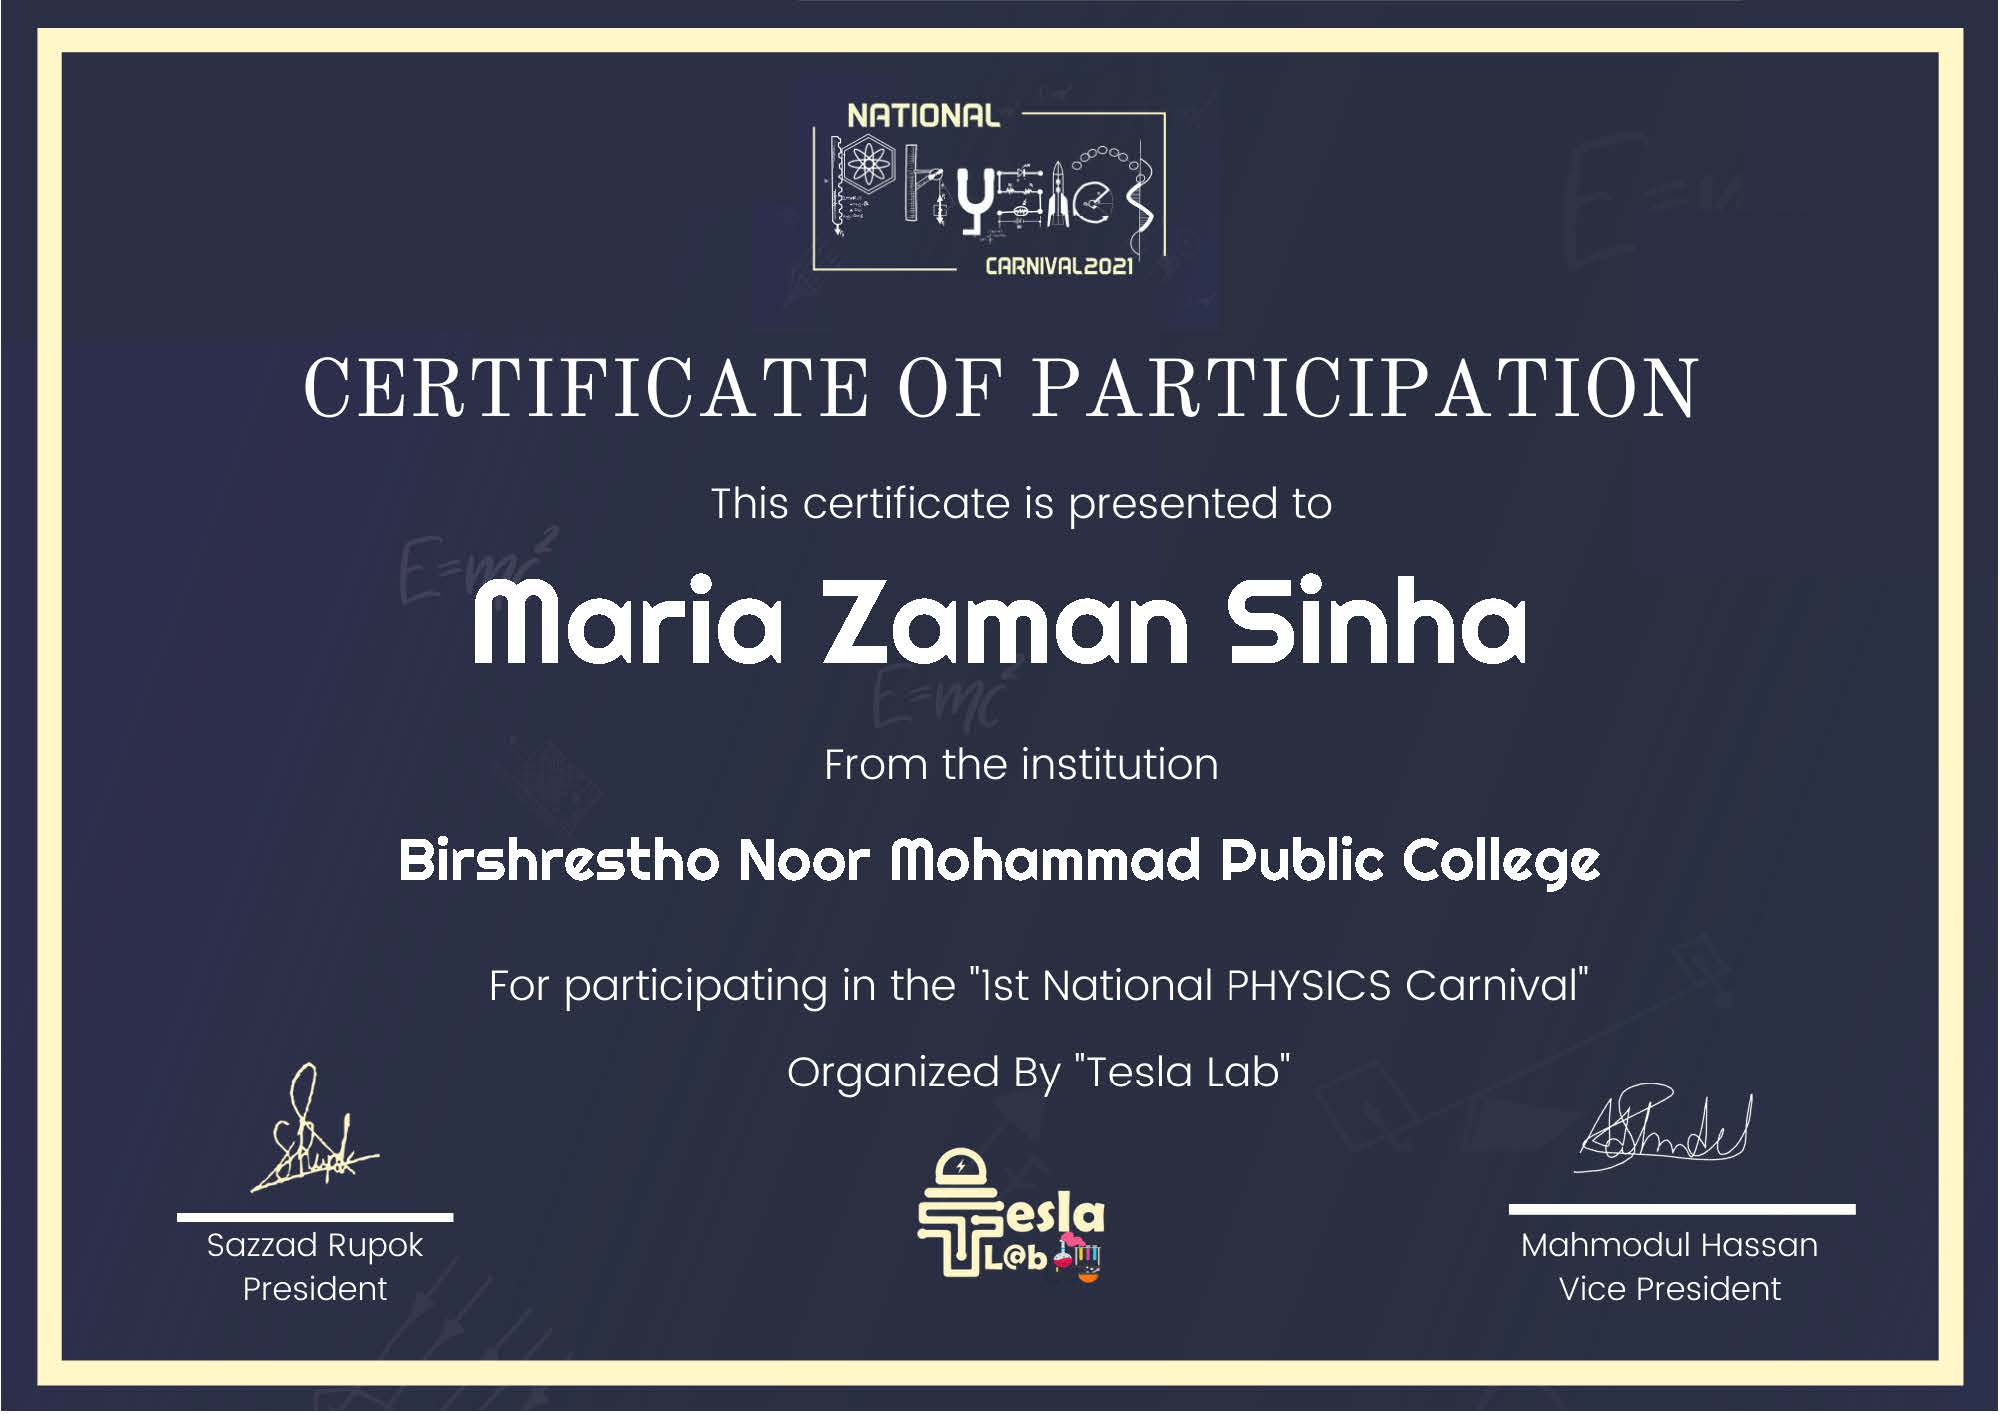 NATIONAL
Physics
CARNIVAL2021
CERTIFICATE OF PARTICIPATION
This certificate is presented to
E=mc²
Maria Zaman Sinha
E=mc²
From the institution
Birshrestho Noor Mohammad Public College
For participating in the "1st National PHYSICS Carnival"
Organized By "Tesla Lab"
Tesla
L@b
Sazzad Rupok
President
Mahmodul Hassan
Vice President